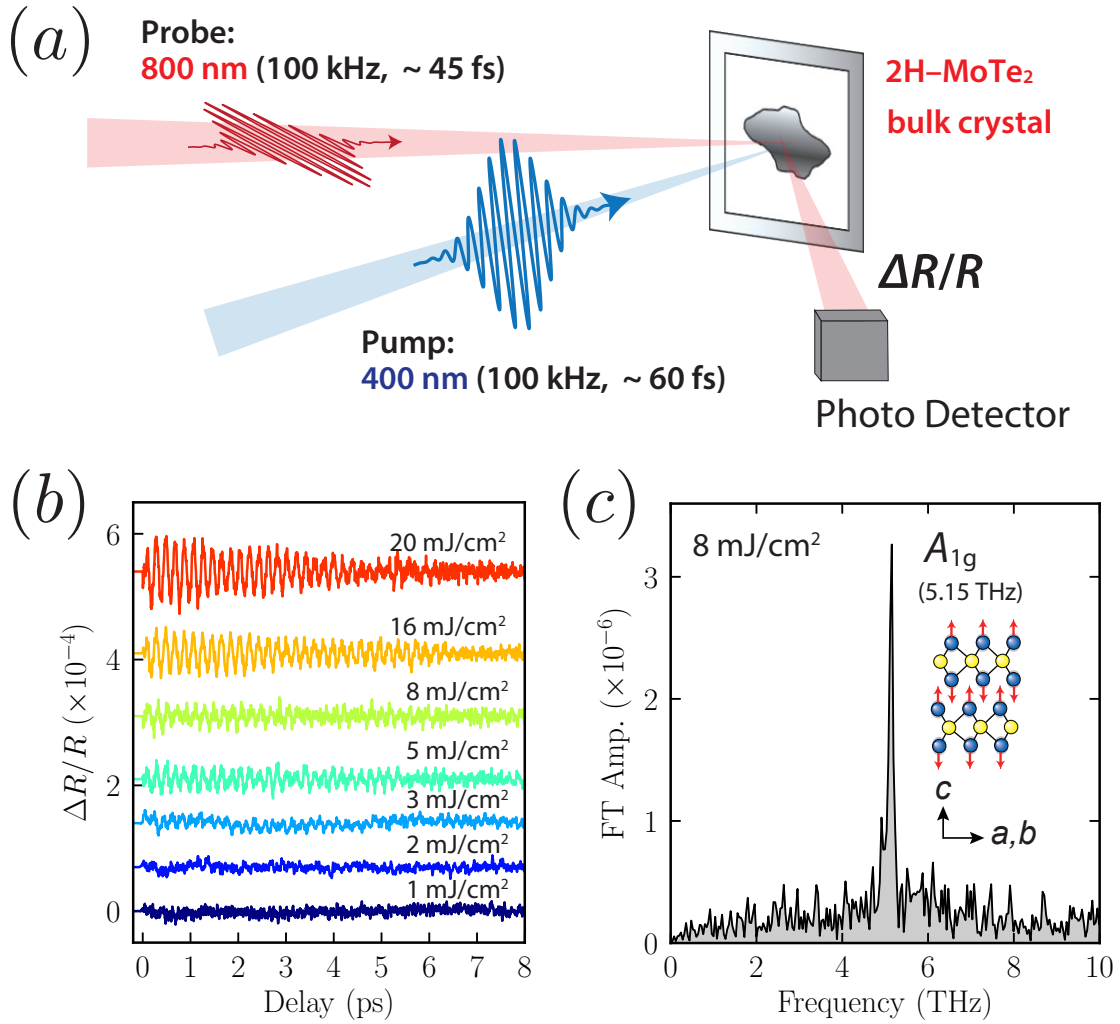 (a)
Probe:
800 nm (100 kHz, ~ 45 fs)
2H–MoTe₂
bulk crystal
ΔR/R
Pump:
400 nm (100 kHz, ~ 60 fs)
Photo Detector
(b)
6
4
2
0
ΔR/R (×10⁻⁴)
20 mJ/cm²
16 mJ/cm²
8 mJ/cm²
5 mJ/cm²
3 mJ/cm²
2 mJ/cm²
1 mJ/cm²
0 1 2 3 4 5 6 7 8
Delay (ps)
(c)
8 mJ/cm²
A₁g
(5.15 THz)
3
2
1
0
FT Amp. (×10⁻⁶)
c
a,b
0 2 4 6 8 10
Frequency (THz)